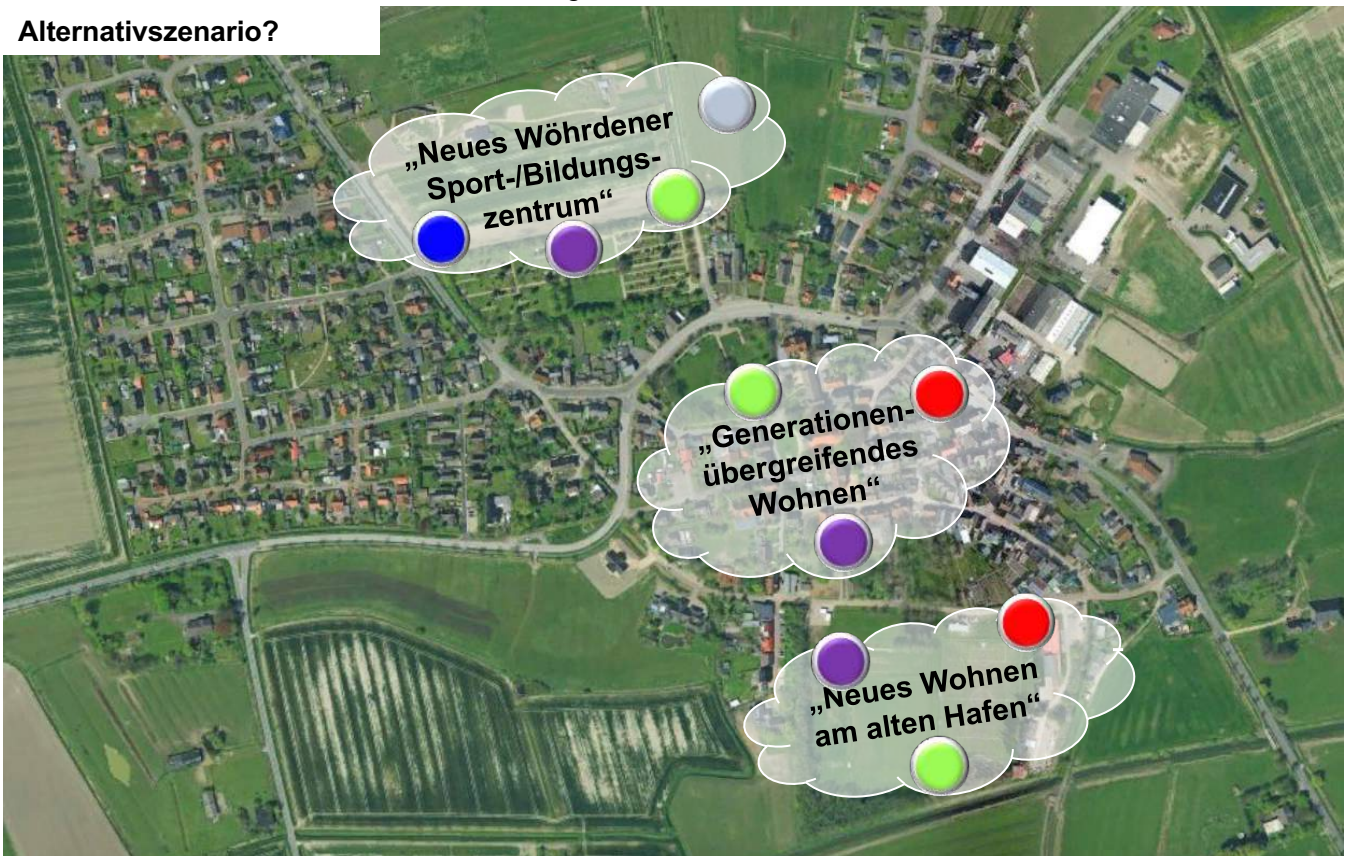 Alternativszenario?
„Neues Wöhrdener
Sport-/Bildungs-
zentrum“
„Generationen-
übergreifendes
Wohnen“
„Neues Wohnen
am alten Hafen“